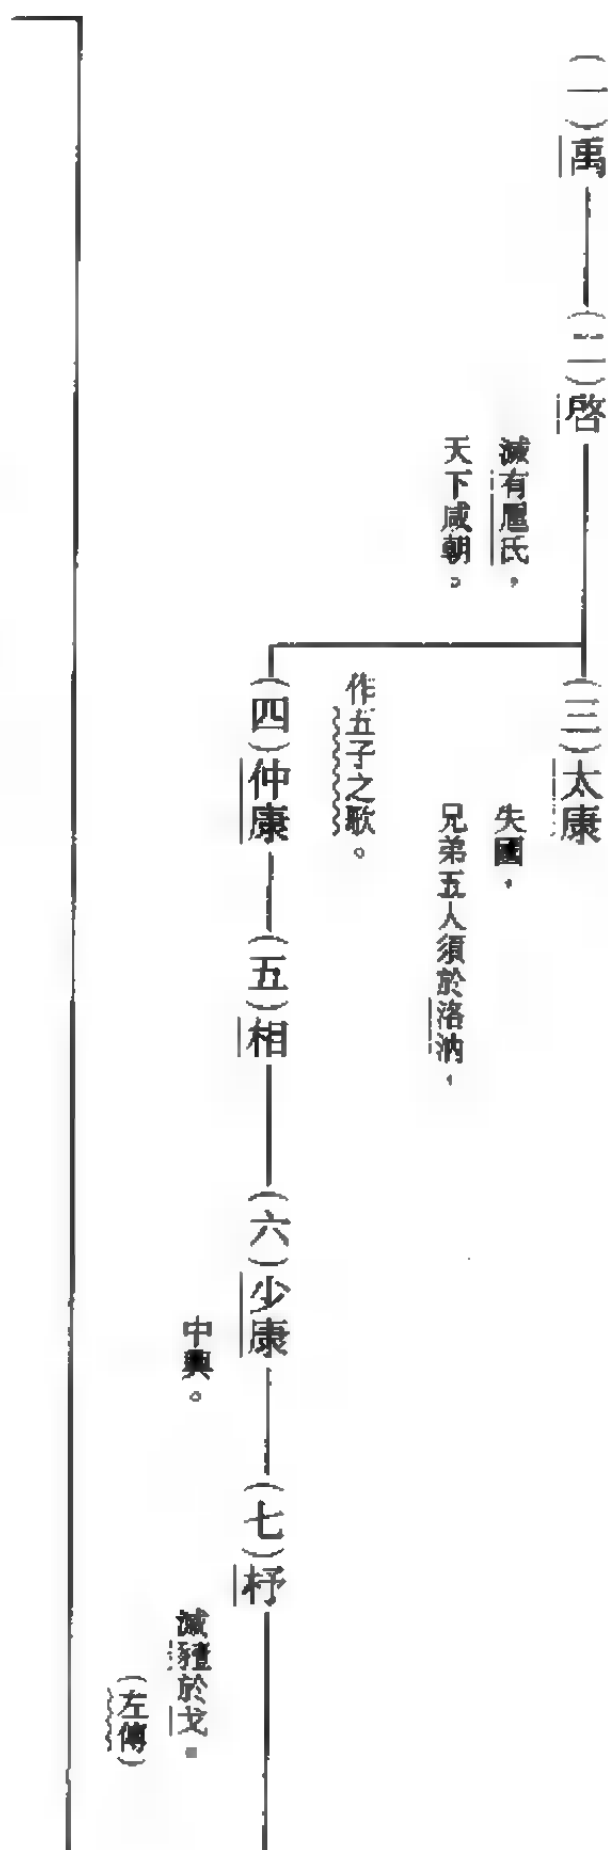 (一)禹
(二)啓
滅有扈氏，
天下咸朝。
(三)太康
失國，
兄弟五人須於洛汭，
作五子之歌。
(四)仲康
(五)相
(六)少康
中興。
(七)杼
滅豷於戈。
(左傳)